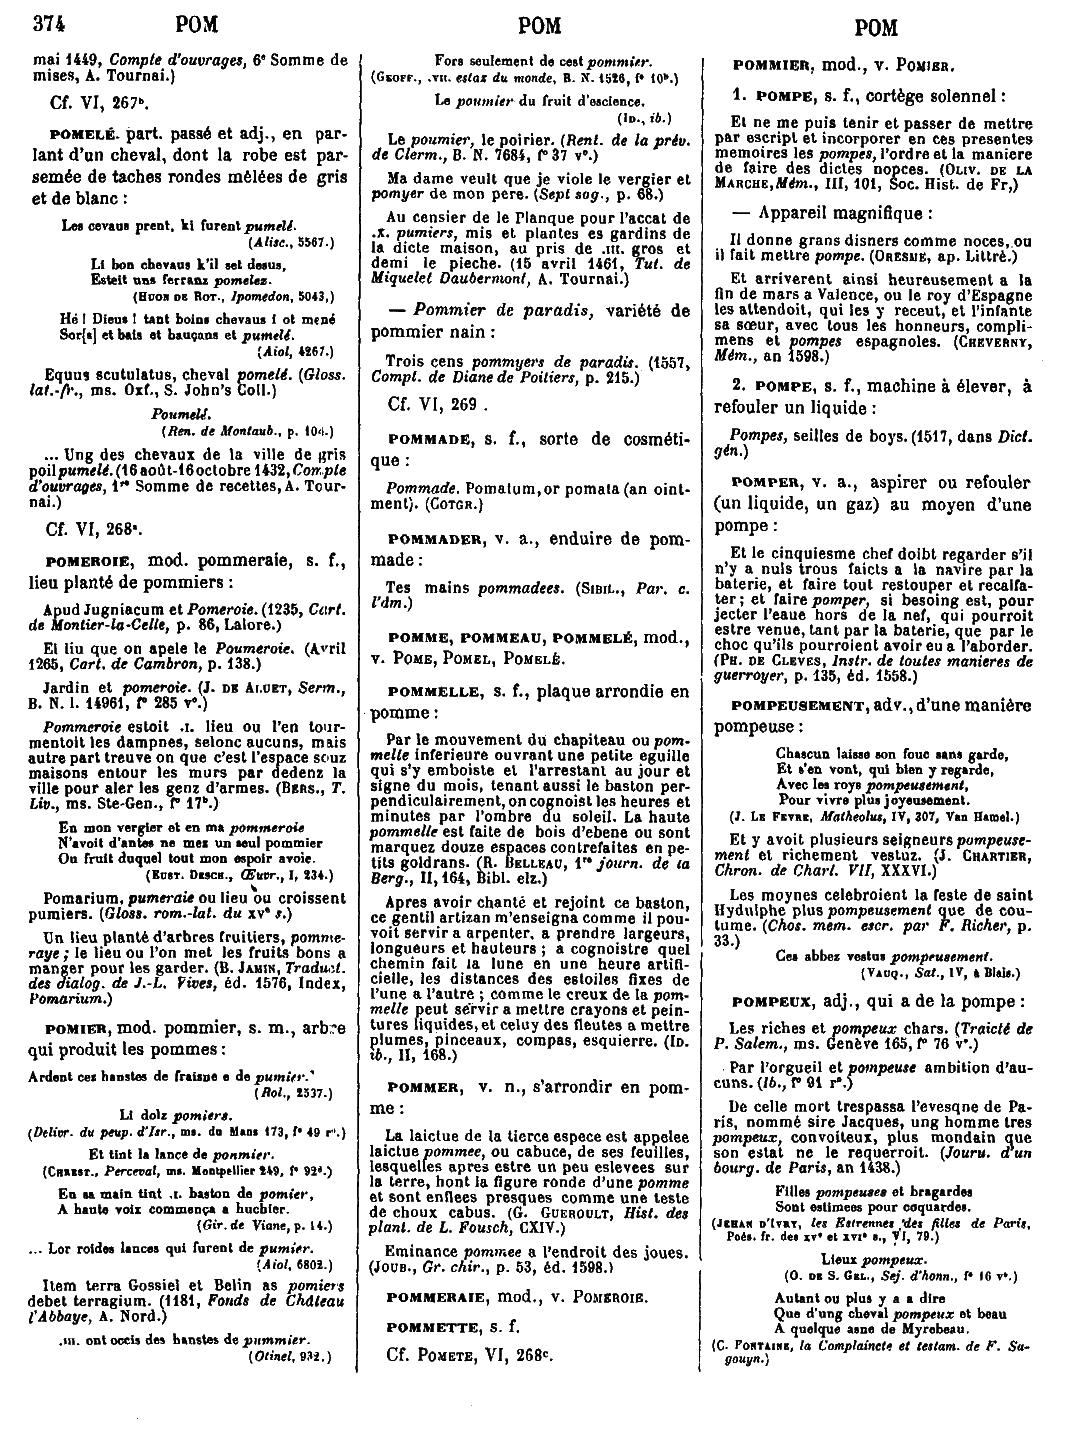 374 POM POM POM
mai 1449, Compte d'ouvrages, 6e Somme de
mises, A. Tournai.)
Cf. VI, 267b.
POMELÉ. part. passé et adj., en par-
lant d'un cheval, dont la robe est par-
semée de taches rondes mêlées de gris
et de blanc :
Les cevaus prent, ki furent pumelé.
(Alisc., 5567.)
Li bon chevaus k'il set desus,
Esteit uns ferranz pomelez.
(HUON DE ROT., Ipomedon, 5043,)
Hé ! Dieus ! tant boins chevaus i ot mené
Sor[s] et bais et bauçans et pumelé.
(Aiol, 4267.)
Equus scutulatus, cheval pomelé. (Gloss.
lat.-fr., ms. Oxf., S. John's Coll.)
Poumelé.
(Ren. de Montaub., p. 104.)
... Ung des chevaux de la ville de gris
poil pumelé. (16 août-16 octobre 1432, Compte
d'ouvrages, 1re Somme de recettes, A. Tour-
nai.)
Cf. VI, 268a.
POMEROIE, mod. pommeraie, s. f.,
lieu planté de pommiers :
Apud Jugniacum et Pomeroie. (1235, Cart.
de Montier-la-Celle, p. 86, Lalore.)
El liu que on apele le Poumeroie. (Avril
1265, Cart. de Cambron, p. 138.)
Jardin et pomeroie. (J. DE ALUET, Serm.,
B. N. l. 14961, f° 285 v°.)
Pommeroie estoit .I. lieu ou l'en tour-
mentoit les dampnes, selonc aucuns, mais
autre part treuve on que c'est l'espace souz
maisons entour les murs par dedenz la
ville pour aler les genz d'armes. (BERS., T.
Liv., ms. Ste-Gen., f° 17b.)
En mon vergier et en ma pommeroie
N'avoit d'antes ne mez un seul pommier
Ou fruit duquel tout mon espoir avoie.
(EUST. DESCH., Œuvr., I, 234.)
Pomarium, pumeraie ou lieu ou croissent
pumiers. (Gloss. rom.-lat. du XVe s.)
Un lieu planté d'arbres fruitiers, pomme-
raye ; le lieu ou l'on met les fruits bons a
manger pour les garder. (B. JAMIN, Traduct.
des dialog. de J.-L. Vives, éd. 1576, Index,
Pomarium.)
POMIER, mod. pommier, s. m., arbre
qui produit les pommes :
Ardent cez hanstes de fraisne e de pumier.
(Rol., 2537.)
Li dolz pomiers.
(Delivr. du peup. d'Isr., ms. du Mans 173, f° 49 r°.)
Et tint la lance de ponmier.
(CHREST., Perceval, ms. Montpellier 249, f° 92d.)
En sa main tint .I. baston de pomier,
A haute voix commença a huchier.
(Gir. de Viane, p. 14.)
... Lor roides lances qui furent de pumier.
(Aiol, 6802.)
Item terra Gossiel et Belin as pomiers
debet terragium. (1181, Fonds de Château
l'Abbaye, A. Nord.)
.III. ont occis des hanstes de pummier.
(Otinel, 932.)
Fors seulement de cest pommier.
(GEOFF., .VII. estaz du monde, B. N. 1526, f° 10b.)
Le poumier du fruit d'escience.
(ID., ib.)
Le poumier, le poirier. (Rent. de la prév.
de Clerm., B. N. 7684, f° 37 v°.)
Ma dame veult que je viole le vergier et
pomyer de mon pere. (Sept sag., p. 68.)
Au censier de le Planque pour l'accat de
.X. pumiers, mis et plantes es gardins de
la dicte maison, au pris de .III. gros et
demi le pieche. (15 avril 1461, Tut. de
Miquelet Daubermont, A. Tournai.)
— Pommier de paradis, variété de
pommier nain :
Trois cens pommyers de paradis. (1557,
Compt. de Diane de Poitiers, p. 215.)
Cf. VI, 269 .
POMMADE, s. f., sorte de cosméti-
que :
Pommade. Pomatum, or pomata (an oint-
ment). (COTGR.)
POMMADER, v. a., enduire de pom-
made :
Tes mains pommadees. (SIBIL., Par. c.
l'Am.)
POMME, POMMEAU, POMMELÉ, mod.,
v. POME, POMEL, POMELÉ.
POMMELLE, s. f., plaque arrondie en
pomme :
Par le mouvement du chapiteau ou pom-
melle inferieure ouvrant une petite eguille
qui s'y emboiste et l'arrestant au jour et
signe du mois, tenant aussi le baston per-
pendiculairement, on cognoist les heures et
minutes par l'ombre du soleil. La haute
pommelle est faite de bois d'ebene ou sont
marquez douze espaces contrefaites en pe-
tits goldrans. (R. BELLEAU, 1re journ. de la
Berg., II, 164, Bibl. elz.)
Apres avoir chanté et rejoint ce baston,
ce gentil artizan m'enseigna comme il pou-
voit servir a arpenter, a prendre largeurs,
longueurs et hauteurs ; a cognoistre quel
chemin fait la lune en une heure artifi-
cielle, les distances des estoiles fixes de
l'une a l'autre ; comme le creux de la pom-
melle peut servir a mettre crayons et pein-
tures liquides, et celuy des fleutes a mettre
plumes, pinceaux, compas, esquierre. (ID.
ib., II, 168.)
POMMER, v. n., s'arrondir en pom-
me :
La laictue de la tierce espece est appelee
laictue pommee, ou cabuce, de ses feuilles,
lesquelles apres estre un peu eslevees sur
la terre, hont la figure ronde d'une pomme
et sont enflees presques comme une teste
de choux cabus. (G. GUEROULT, Hist. des
plant. de L. Fousch, CXIV.)
Eminance pommee a l'endroit des joues.
(JOUB., Gr. chir., p. 53, éd. 1598.)
POMMERAIE, mod., v. POMEROIE.
POMMETTE, s. f.
Cf. POMETE, VI, 268c.
POMMIER, mod., v. POMIER.
1. POMPE, s. f., cortège solennel :
Et ne me puis tenir et passer de mettre
par escript et incorporer en ces presentes
memoires les pompes, l'ordre et la maniere
de faire des dictes nopces. (OLIV. DE LA
MARCHE, Mém., III, 101, Soc. Hist. de Fr,)
— Appareil magnifique :
Il donne grans disners comme noces, ou
il fait mettre pompe. (ORESME, ap. Littré.)
Et arriverent ainsi heureusement a la
fin de mars a Valence, ou le roy d'Espagne
les attendoit, qui les y receut, et l'infante
sa sœur, avec tous les honneurs, compli-
mens et pompes espagnoles. (CHEVERNY,
Mém., an 1598.)
2. POMPE, s. f., machine à élever, à
refouler un liquide :
Pompes, seilles de boys. (1517, dans Dict.
gén.)
POMPER, v. a., aspirer ou refouler
(un liquide, un gaz) au moyen d'une
pompe :
Et le cinquiesme chef doibt regarder s'il
n'y a nuls trous faicts a la navire par la
baterie, et faire tout restouper et recalfa-
ter ; et faire pomper, si besoing est, pour
jecter l'eaue hors de la nef, qui pourroit
estre venue, tant par la baterie, que par le
choc qu'ils pourroient avoir eu a l'aborder.
(PH. DE CLEVES, Instr. de toutes manieres de
guerroyer, p. 135, éd. 1558.)
POMPEUSEMENT, adv., d'une manière
pompeuse :
Chascun laisse son fouc sans garde,
Et s'en vont, qui bien y regarde,
Avec les roys pompeusement,
Pour vivre plus joyeusement.
(J. LE FEVRE, Matheolus, IV, 307, Van Hamel.)
Et y avoit plusieurs seigneurs pompeuse-
ment et richement vestuz. (J. CHARTIER,
Chron. de Charl. VII, XXXVI.)
Les moynes celebroient la feste de saint
Hydulphe plus pompeusement que de cou-
tume. (Chos. mem. escr. par F. Richer, p.
33.)
Ces abbez vestus pompeusement.
(VAUQ., Sat., IV, à Blais.)
POMPEUX, adj., qui a de la pompe :
Les riches et pompeux chars. (Traicté de
P. Salem., ms. Genève 165, f° 76 v°.)
Par l'orgueil et pompeuse ambition d'au-
cuns. (Ib., f° 91 r°.)
De celle mort trespassa l'evesqne de Pa-
ris, nommé sire Jacques, ung homme tres
pompeux, convoiteux, plus mondain que
son estat ne le requerroit. (Journ. d'un
bourg. de Paris, an 1438.)
Filles pompeuses et bragardes
Sont estimees pour coquardes.
(JEHAN D'IVRY, les Estrennes des filles de Paris,
Poés. fr. des XVe et XVIe s., VI, 79.)
Lieux pompeux.
(O. DE S. GEL., Sej. d'honn., f° 16 v°.)
Autant ou plus y a a dire
Que d'ung cheval pompeux et beau
A quelque asne de Myrebeau.
(C. FONTAINE, la Complaincte et testam. de F. Sa-
gouyn.)